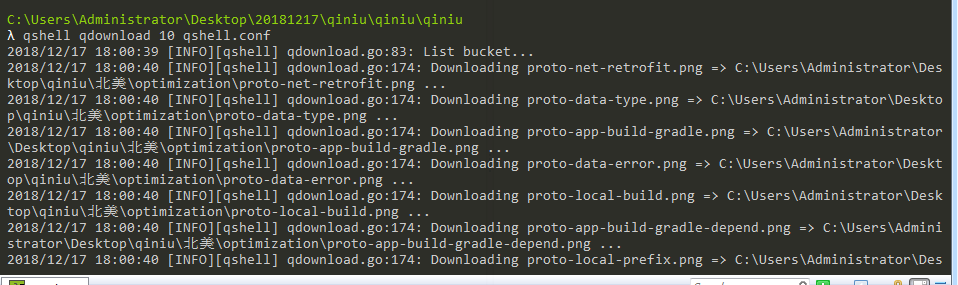 C:\Users\Administrator\Desktop\20181217\qiniu\qiniu\qiniu
λ qshell qdownload 10 qshell.conf
2018/12/17 18:00:39 [INFO][qshell] qdownload.go:83: List bucket...
2018/12/17 18:00:40 [INFO][qshell] qdownload.go:174: Downloading proto-net-retrofit.png => C:\Users\Administrator\Des
ktop\qiniu\北美\optimization\proto-net-retrofit.png ...
2018/12/17 18:00:40 [INFO][qshell] qdownload.go:174: Downloading proto-data-type.png => C:\Users\Administrator\Deskto
p\qiniu\北美\optimization\proto-data-type.png ...
2018/12/17 18:00:40 [INFO][qshell] qdownload.go:174: Downloading proto-app-build-gradle.png => C:\Users\Administrator
\Desktop\qiniu\北美\optimization\proto-app-build-gradle.png ...
2018/12/17 18:00:40 [INFO][qshell] qdownload.go:174: Downloading proto-data-error.png => C:\Users\Administrator\Deskt
op\qiniu\北美\optimization\proto-data-error.png ...
2018/12/17 18:00:40 [INFO][qshell] qdownload.go:174: Downloading proto-local-build.png => C:\Users\Administrator\Desk
top\qiniu\北美\optimization\proto-local-build.png ...
2018/12/17 18:00:40 [INFO][qshell] qdownload.go:174: Downloading proto-app-build-gradle-depend.png => C:\Users\Admini
strator\Desktop\qiniu\北美\optimization\proto-app-build-gradle-depend.png ...
2018/12/17 18:00:40 [INFO][qshell] qdownload.go:174: Downloading proto-local-prefix.png => C:\Users\Administrator\Des